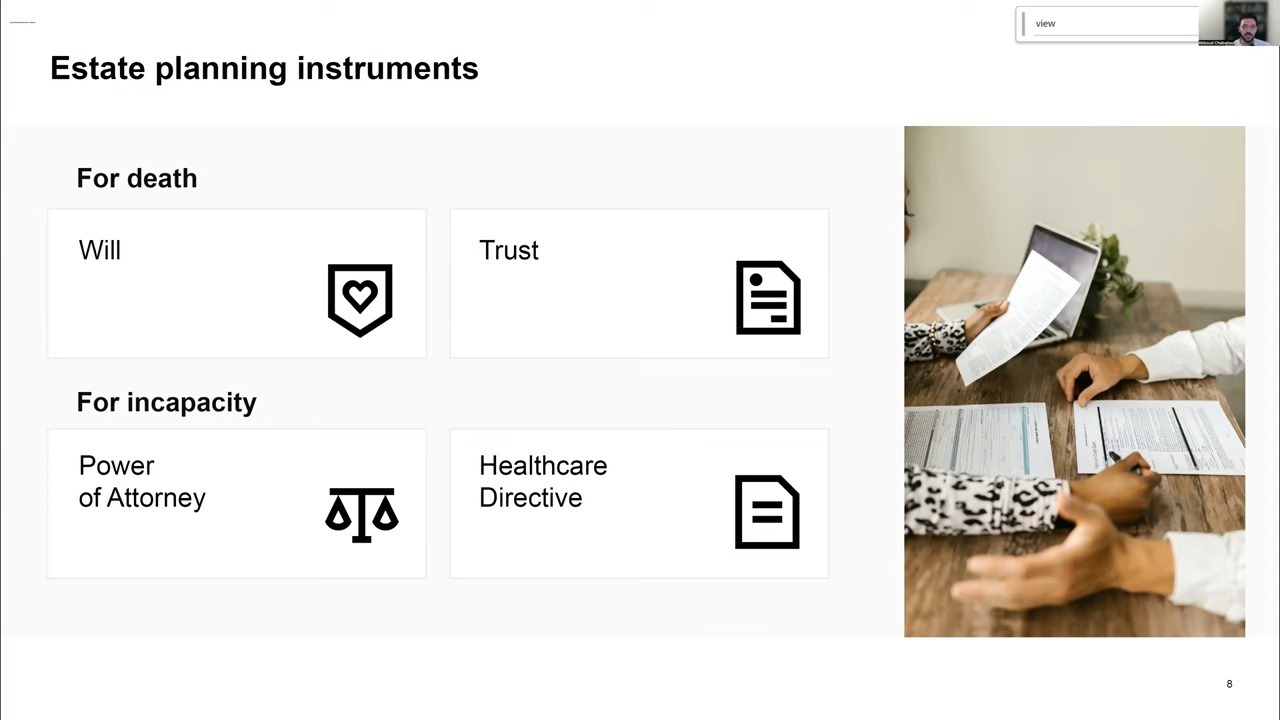 view
Estate planning instruments
For death
Will
Trust
For incapacity
Power
of Attorney
Healthcare
Directive
8